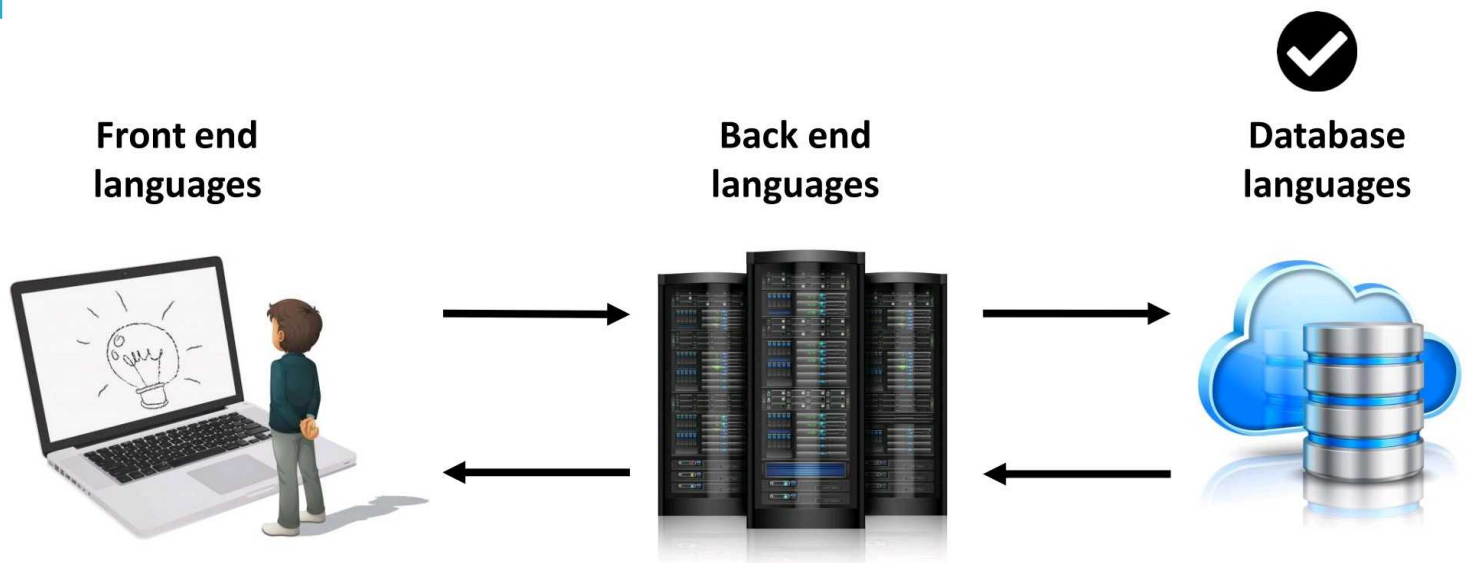 Front end
languages
Back end
languages
Database
languages